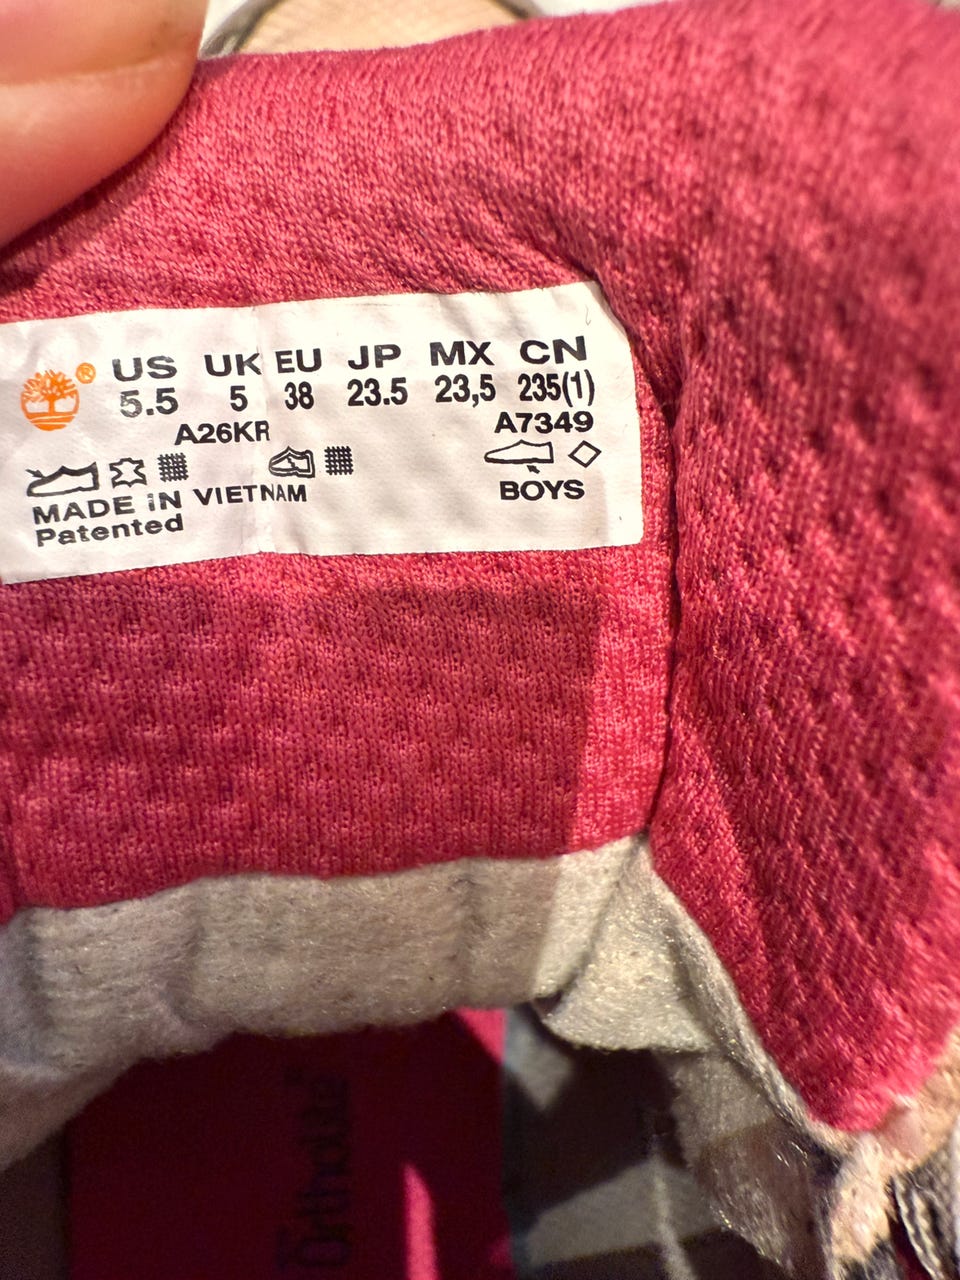 ® US UK EU JP MX CN
5.5 5 38 23.5 23,5 235(1)
A26KR A7349
MADE iN VIETNAM BOYS
Patented
Ortholite